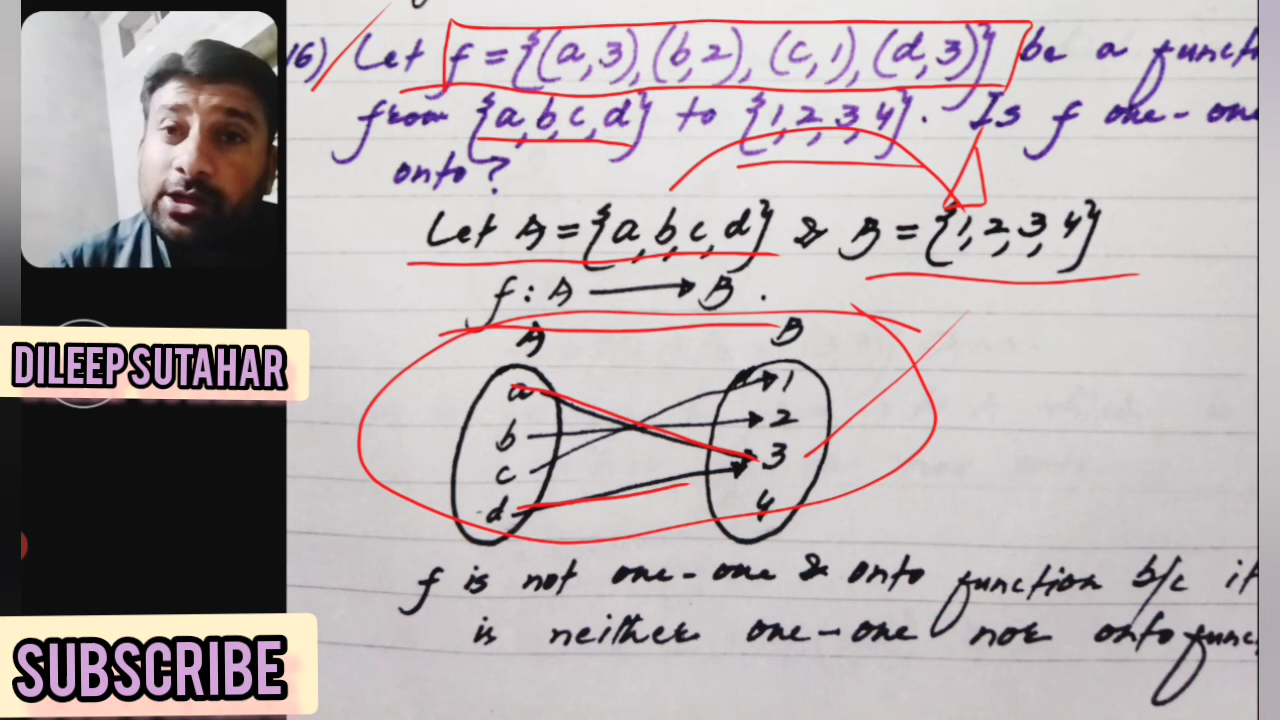 16) Let f = {(a,3), (b,2), (c,1), (d,3)} be a functi
from {a,b,c,d} to {1,2,3,4}. Is f one-one
onto?
Let A = {a,b,c,d} & B = {1,2,3,4}
f : A → B .
A B
a 1
b 2
c 3
d 4
f is not one-one & onto function b/c it
is neither one-one nor onto func
DILEEP SUTAHAR
SUBSCRIBE